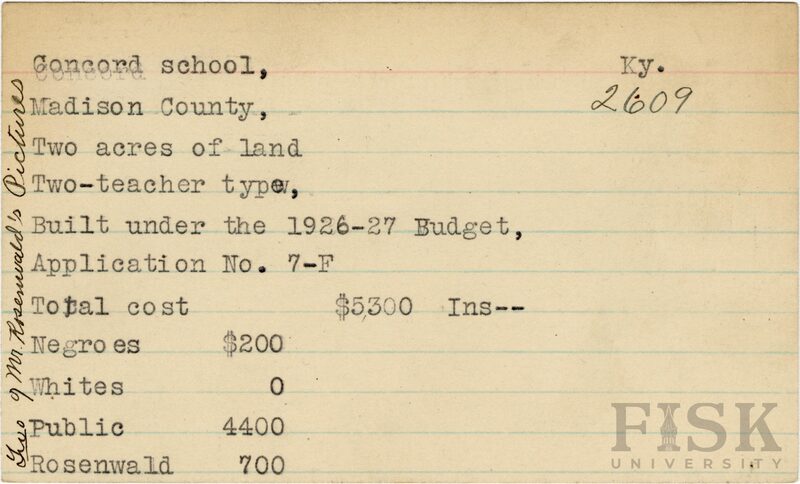 Concord school, Ky.
2609
Madison County,
Two acres of land
Two-teacher type,
Built under the 1926-27 Budget,
Application No. 7-F
Total cost $5,300 Ins--
Negroes $200
Whites 0
Public 4400
Rosenwald 700
Two of Mr. Rosenwald's Pictures
FISK
UNIVERSITY